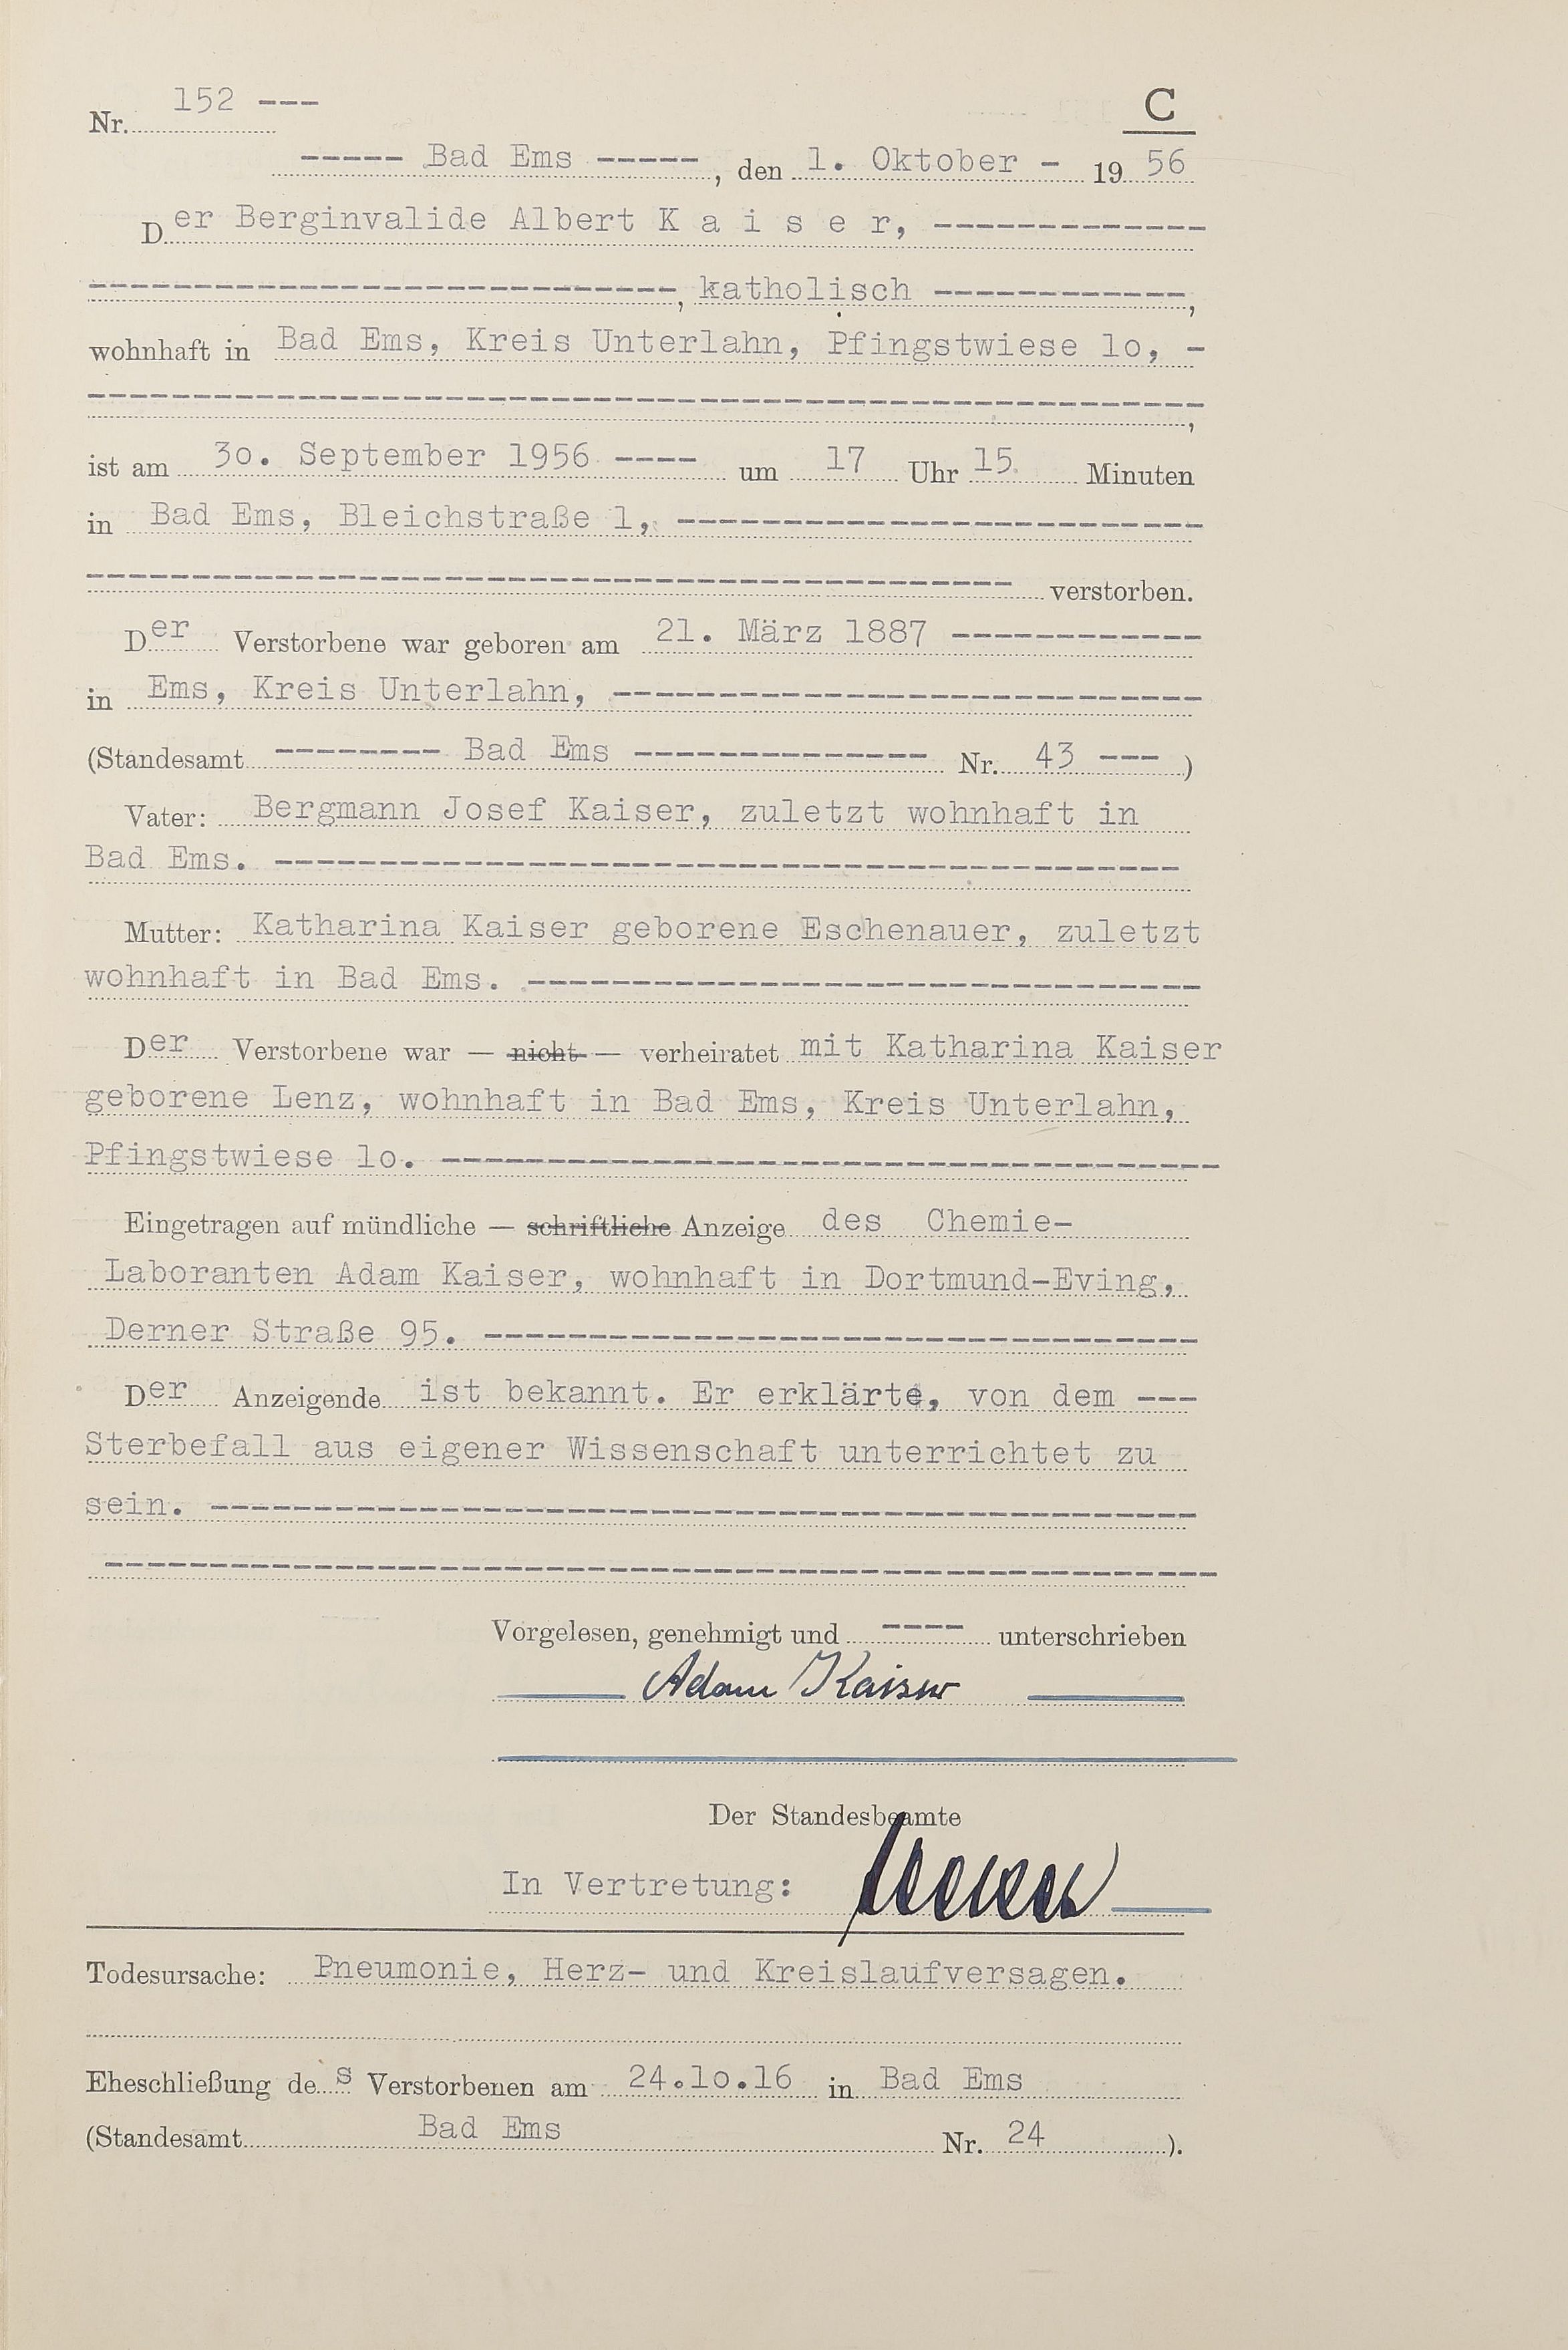 C
Nr. 152 ---
----- Bad Ems -----, den 1. Oktober - 1956
Der Berginvalide Albert K a i s e r, -------------
----------------------------, katholisch ------------,
wohnhaft in Bad Ems, Kreis Unterlahn, Pfingstwiese lo, -
-----------------------------------------------------,
ist am 3o. September 1956 ---- um 17 Uhr 15 Minuten
in Bad Ems, Bleichstraße 1, -------------------------
-------------------------------------------- verstorben.
Der Verstorbene war geboren am 21. März 1887 ------------
in Ems, Kreis Unterlahn, ----------------------------
(Standesamt -------- Bad Ems -------------- Nr. 43 --- )
Vater: Bergmann Josef Kaiser, zuletzt wohnhaft in
Bad Ems. -------------------------------------------
Mutter: Katharina Kaiser geborene Eschenauer, zuletzt
wohnhaft in Bad Ems. --------------------------------
Der Verstorbene war — nicht — verheiratet mit Katharina Kaiser
geborene Lenz, wohnhaft in Bad Ems, Kreis Unterlahn,
Pfingstwiese lo. -------------------------------------
Eingetragen auf mündliche — schriftliche Anzeige des Chemie-
Laboranten Adam Kaiser, wohnhaft in Dortmund-Eving,
Derner Straße 95. ----------------------------------
Der Anzeigende ist bekannt. Er erklärte, von dem ---
Sterbefall aus eigener Wissenschaft unterrichtet zu
sein. -----------------------------------------------
-----------------------------------------------------
Vorgelesen, genehmigt und ---- unterschrieben
Adam Kaiser
Der Standesbeamte
In Vertretung:
Todesursache: Pneumonie, Herz- und Kreislaufversagen.
Eheschließung des Verstorbenen am 24.lo.16 in Bad Ems
(Standesamt Bad Ems Nr. 24 ).